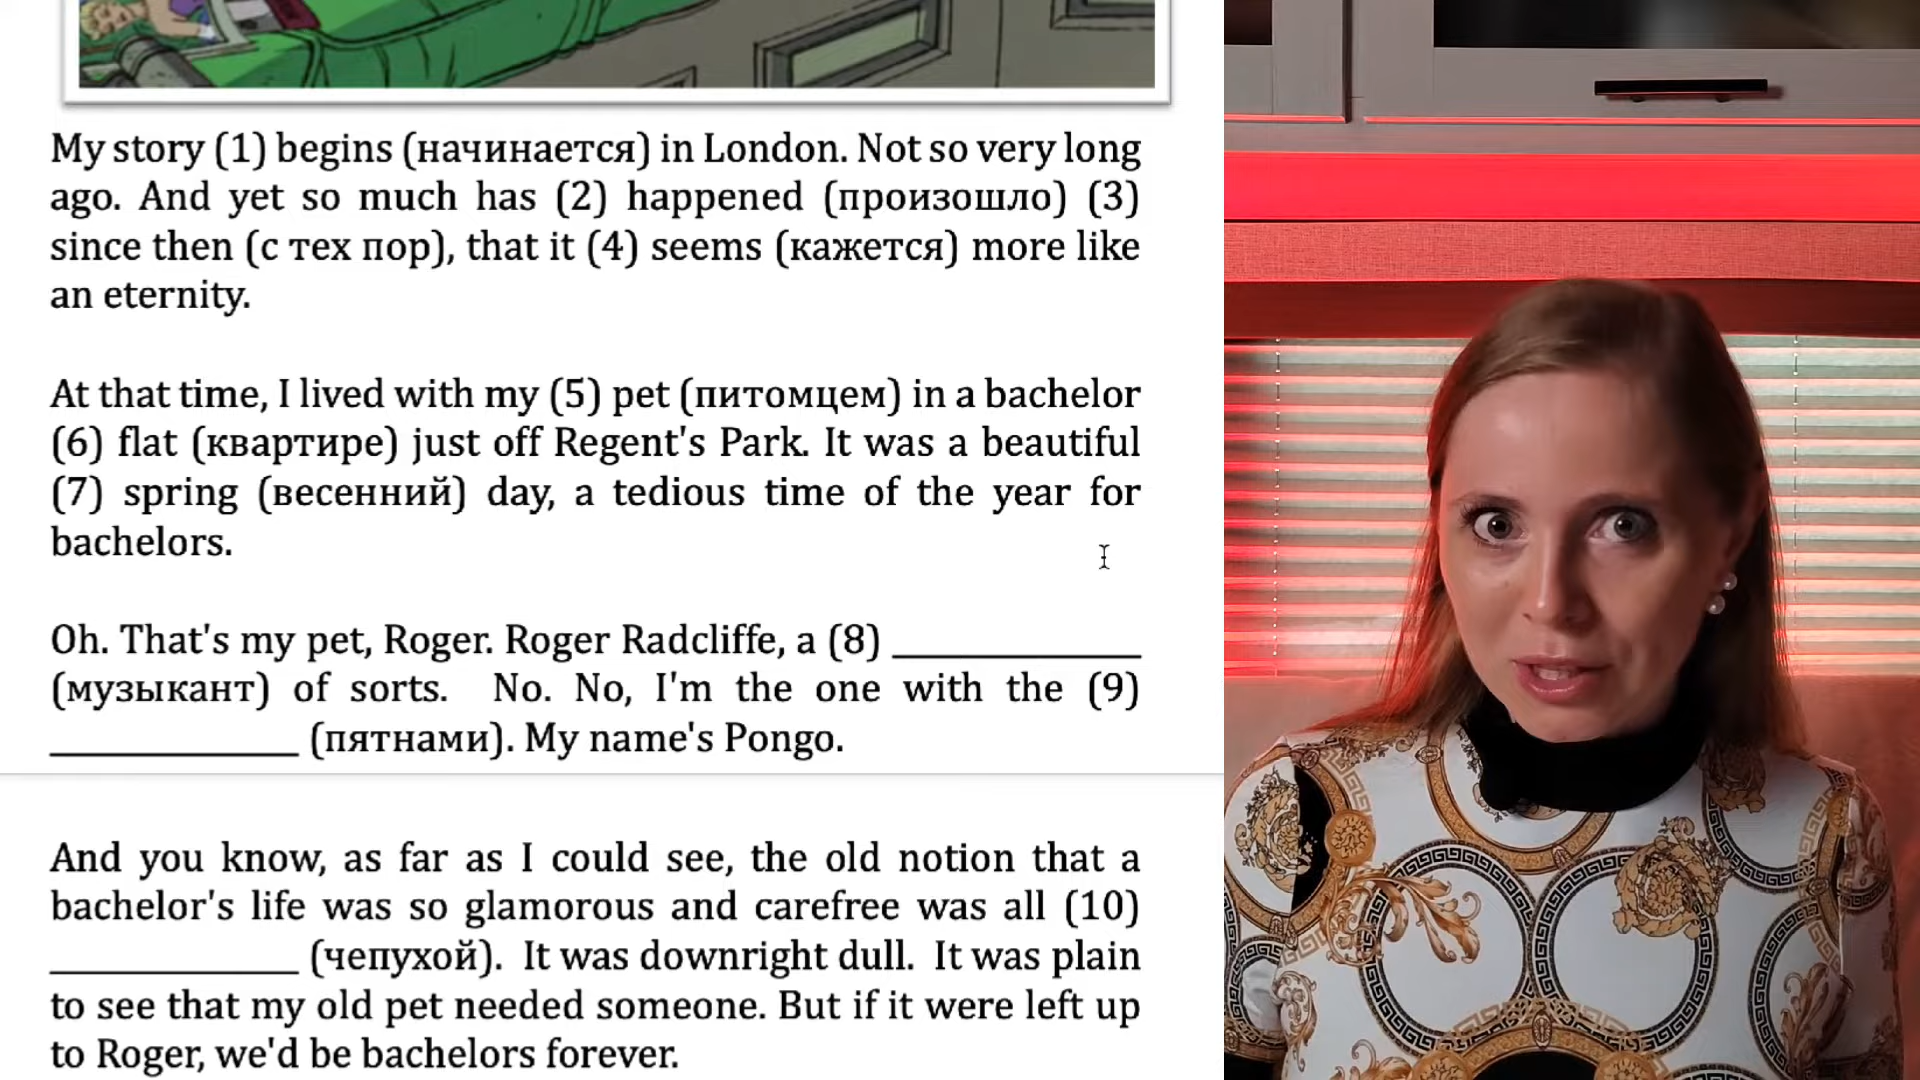 My story (1) begins (начинается) in London. Not so very long
ago. And yet so much has (2) happened (произошло) (3)
since then (с тех пор), that it (4) seems (кажется) more like
an eternity.
At that time, I lived with my (5) pet (питомцем) in a bachelor
(6) flat (квартире) just off Regent's Park. It was a beautiful
(7) spring (весенний) day, a tedious time of the year for
bachelors.
Oh. That's my pet, Roger. Roger Radcliffe, a (8) ____________
(музыкант) of sorts. No. No, I'm the one with the (9)
____________ (пятнами). My name's Pongo.
And you know, as far as I could see, the old notion that a
bachelor's life was so glamorous and carefree was all (10)
____________ (чепухой). It was downright dull. It was plain
to see that my old pet needed someone. But if it were left up
to Roger, we'd be bachelors forever.